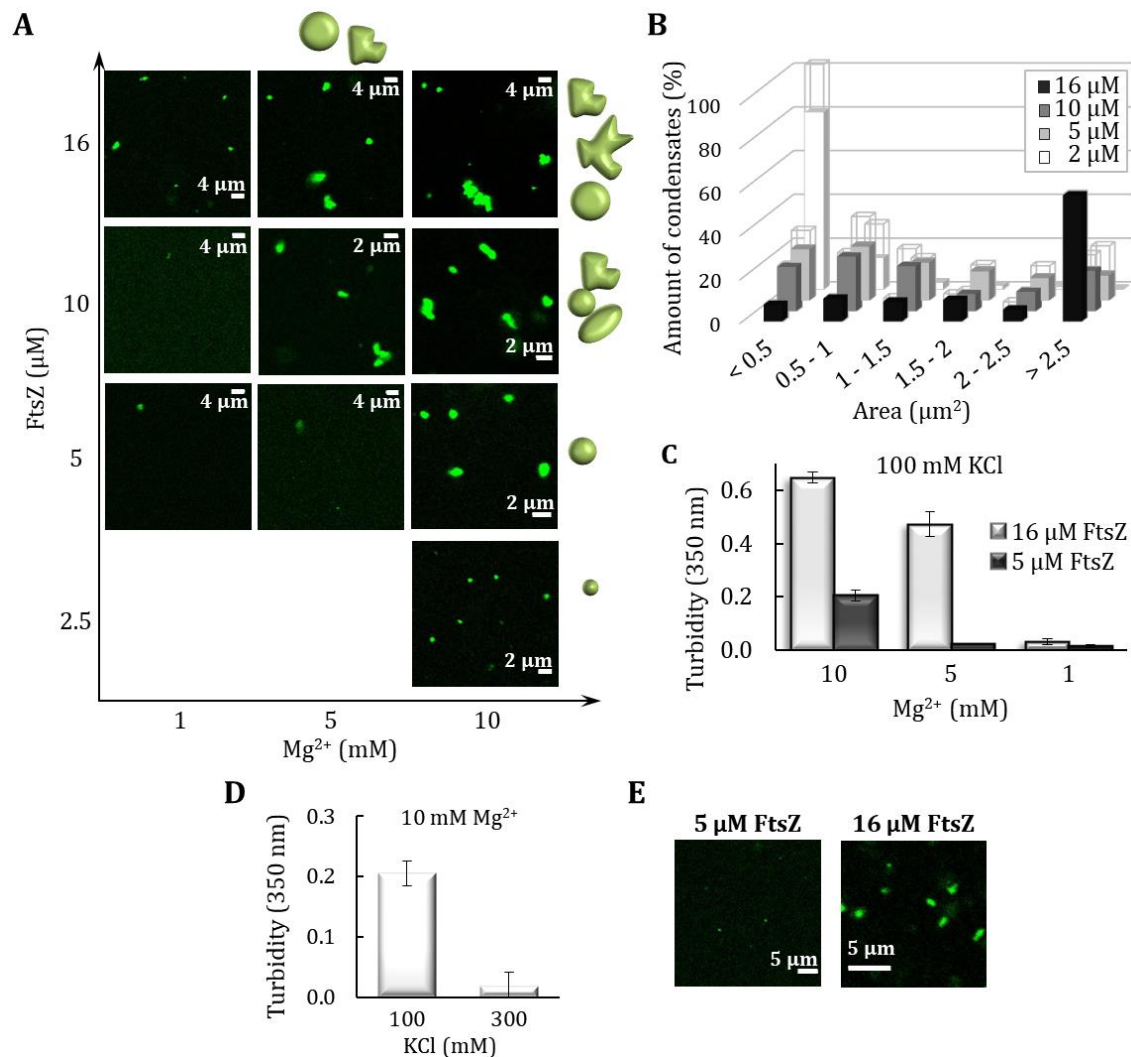 A
FtsZ (μM)
16
4 μm
4 μm
4 μm
4 μm
4 μm
4 μm
10
4 μm
2 μm
2 μm
5
4 μm
4 μm
2 μm
2.5
2 μm
1
5
10
Mg²⁺ (mM)
B
Amount of condensates (%)
100
80
60
40
20
0
16 μM
10 μM
5 μM
2 μM
< 0.5
0.5 - 1
1 - 1.5
1.5 - 2
2 - 2.5
> 2.5
Area (μm²)
C
100 mM KCl
Turbidity (350 nm)
0.6
0.4
0.2
0.0
16 μM FtsZ
5 μM FtsZ
10
5
1
Mg²⁺ (mM)
D
10 mM Mg²⁺
Turbidity (350 nm)
0.3
0.2
0.1
0.0
100
300
KCl (mM)
E
5 μM FtsZ
16 μM FtsZ
5 μm
5 μm